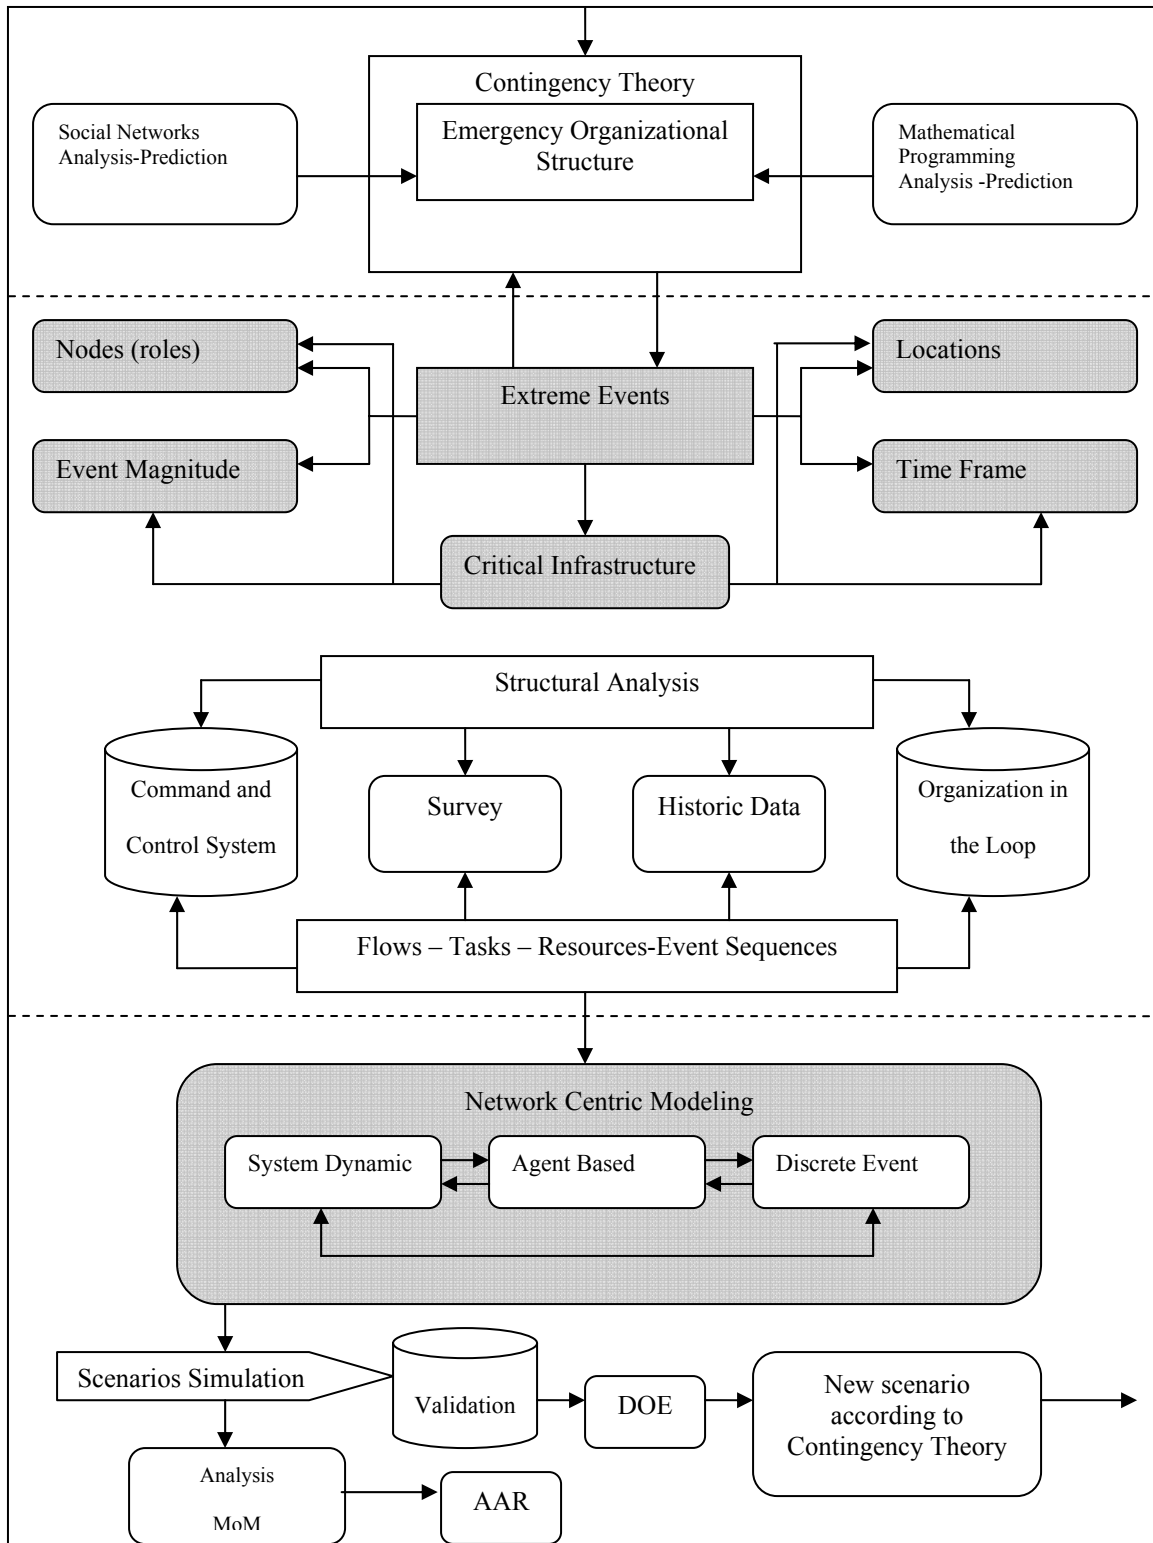 Contingency Theory
Social Networks
Analysis-Prediction
Emergency Organizational
Structure
Mathematical
Programming
Analysis -Prediction
Nodes (roles)
Extreme Events
Locations
Event Magnitude
Time Frame
Critical Infrastructure
Structural Analysis
Command and
Control System
Survey
Historic Data
Organization in
the Loop
Flows – Tasks – Resources-Event Sequences
Network Centric Modeling
System Dynamic
Agent Based
Discrete Event
Scenarios Simulation
Validation
DOE
New scenario
according to
Contingency Theory
Analysis
MoM
AAR